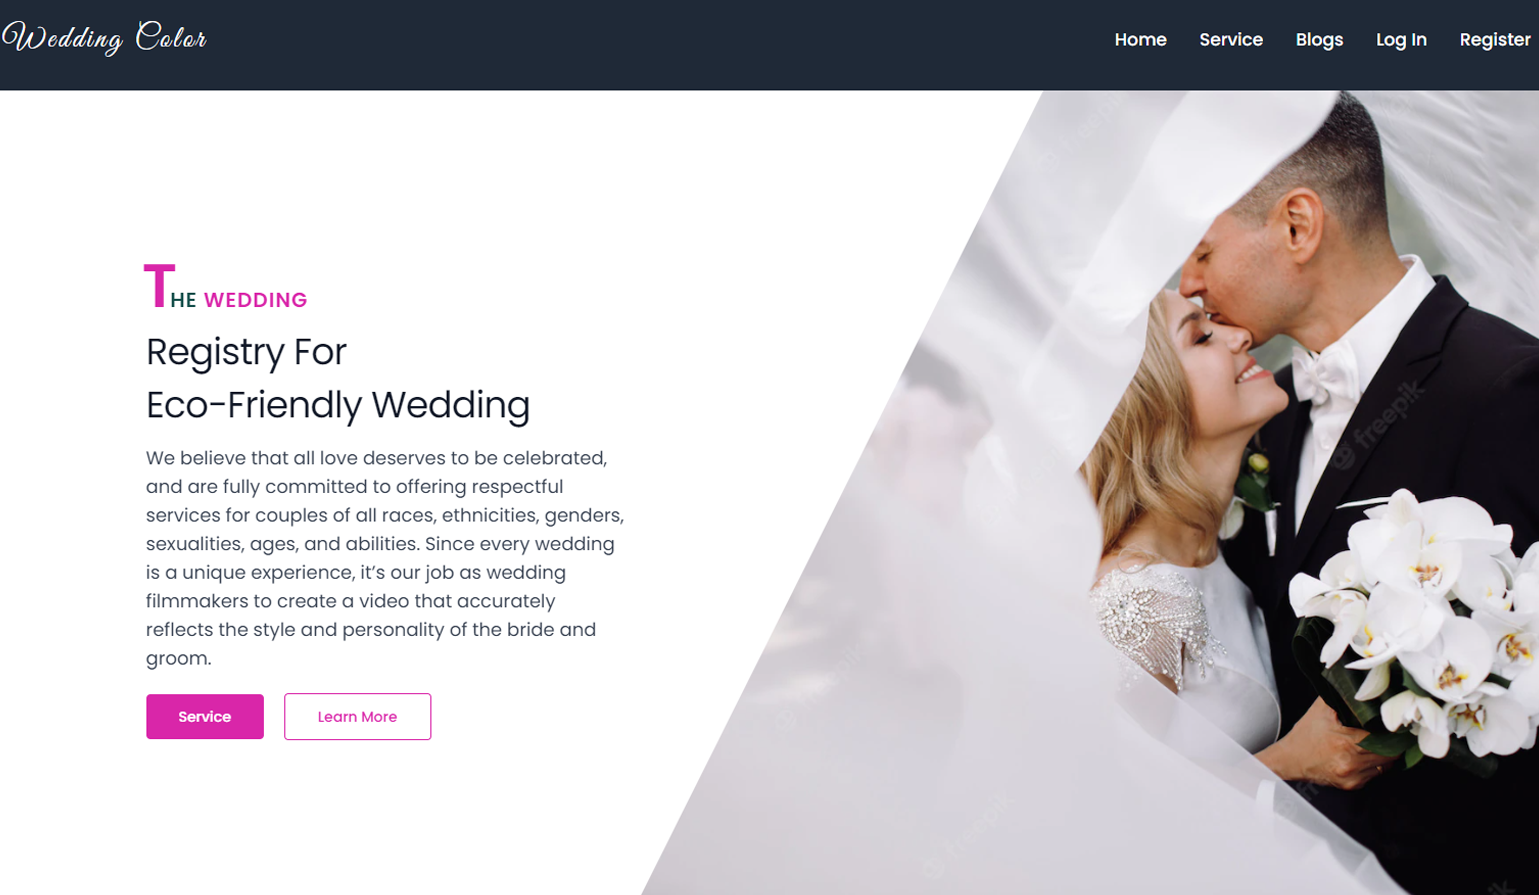 Wedding Color
Home Service Blogs Log In Register
THE WEDDING
Registry For
Eco-Friendly Wedding
We believe that all love deserves to be celebrated,
and are fully committed to offering respectful
services for couples of all races, ethnicities, genders,
sexualities, ages, and abilities. Since every wedding
is a unique experience, it’s our job as wedding
filmmakers to create a video that accurately
reflects the style and personality of the bride and
groom.
Service Learn More
freepik
freepik